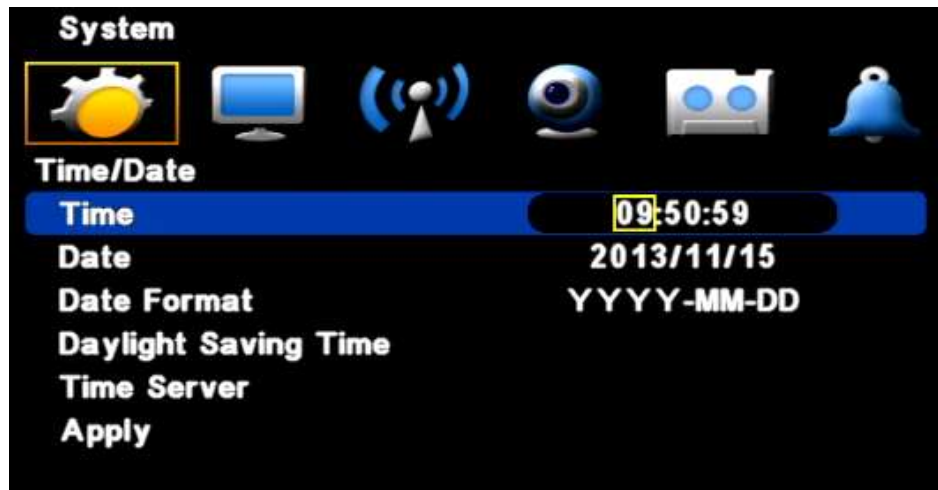 System
Time/Date
Time 09:50:59
Date 2013/11/15
Date Format YYYY-MM-DD
Daylight Saving Time
Time Server
Apply